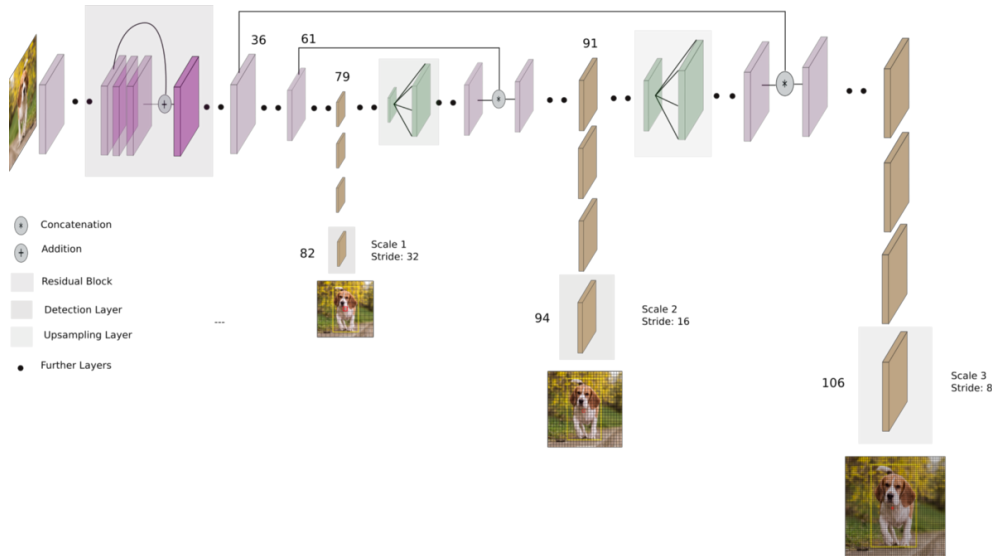 36
61
79
91
82
Scale 1
Stride: 32
Concatenation
Addition
Residual Block
Detection Layer
Upsampling Layer
Further Layers
---
94
Scale 2
Stride: 16
106
Scale 3
Stride: 8